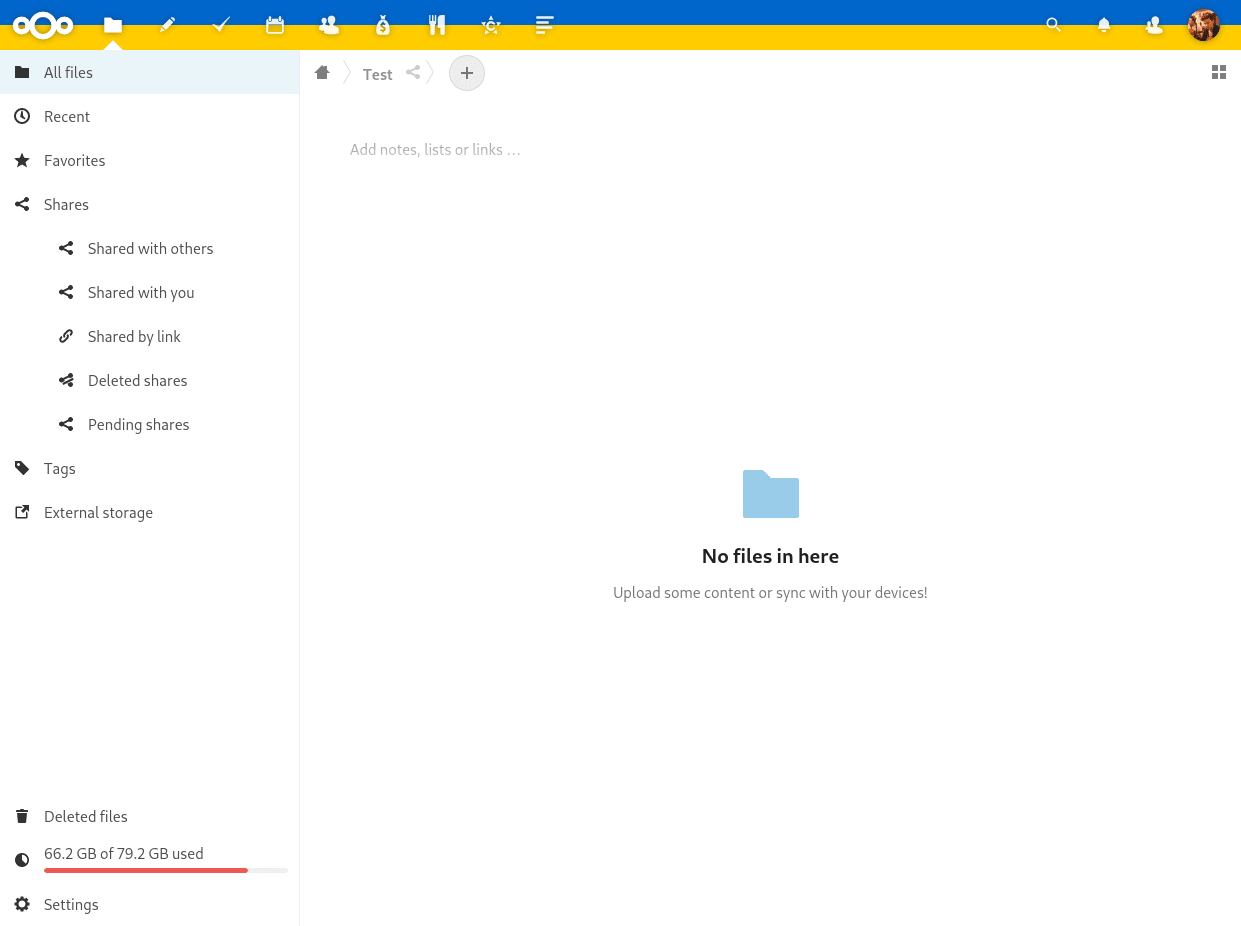 All files
Recent
Favorites
Shares
Shared with others
Shared with you
Shared by link
Deleted shares
Pending shares
Tags
External storage
Deleted files
66.2 GB of 79.2 GB used
Settings
Test
Add notes, lists or links …
No files in here
Upload some content or sync with your devices!